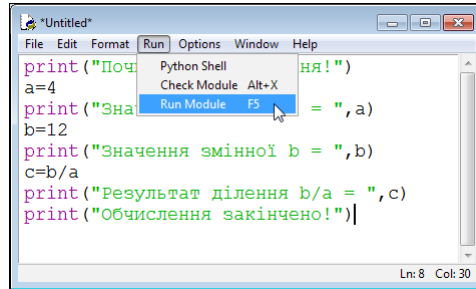 *Untitled*
File Edit Format Run Options Window Help
Python Shell
Check Module Alt+X
Run Module F5
print("Поч ня!")
a=4
print("Зна = ",a)
b=12
print("Значення змінної b = ",b)
c=b/a
print("Результат ділення b/a = ",c)
print("Обчислення закінчено!")
Ln: 8 Col: 30